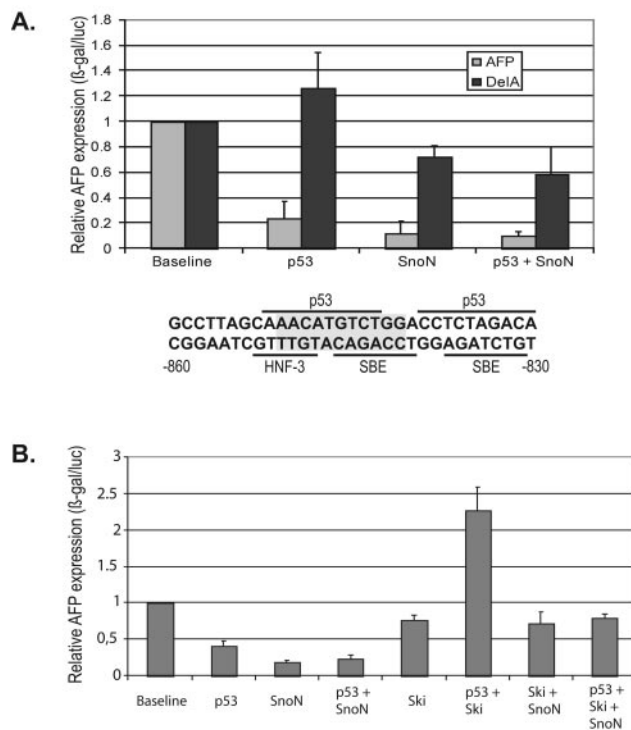 A.
Relative AFP expression (ß-gal/luc)
1.8
1.6
1.4
1.2
1
0.8
0.6
0.4
0.2
0
AFP
DelA
Baseline
p53
SnoN
p53 + SnoN
p53
p53
GCCTTAGCAAACATGTCTGGACCTCTAGACA
CGGAATCGTTTGTACAGACCTGGAGATCTGT
-860
HNF-3
SBE
SBE
-830
B.
Relative AFP expression (ß-gal/luc)
3
2.5
2
1.5
1
0,5
0
Baseline
p53
SnoN
p53 +
SnoN
Ski
p53 +
Ski
Ski +
SnoN
p53 +
Ski +
SnoN